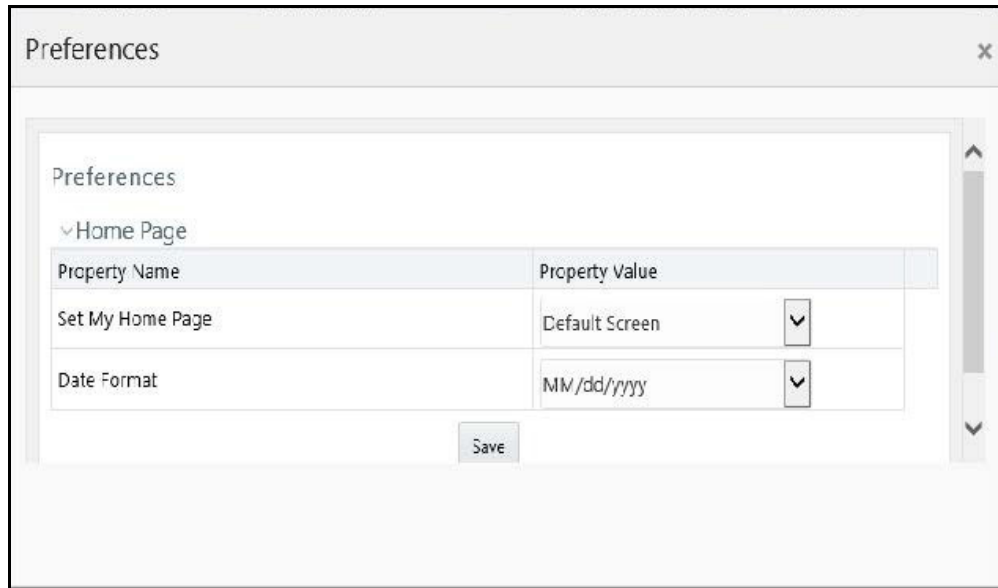 Preferences
Preferences
Home Page
Property Name Property Value
Set My Home Page Default Screen
Date Format MM/dd/yyyy
Save